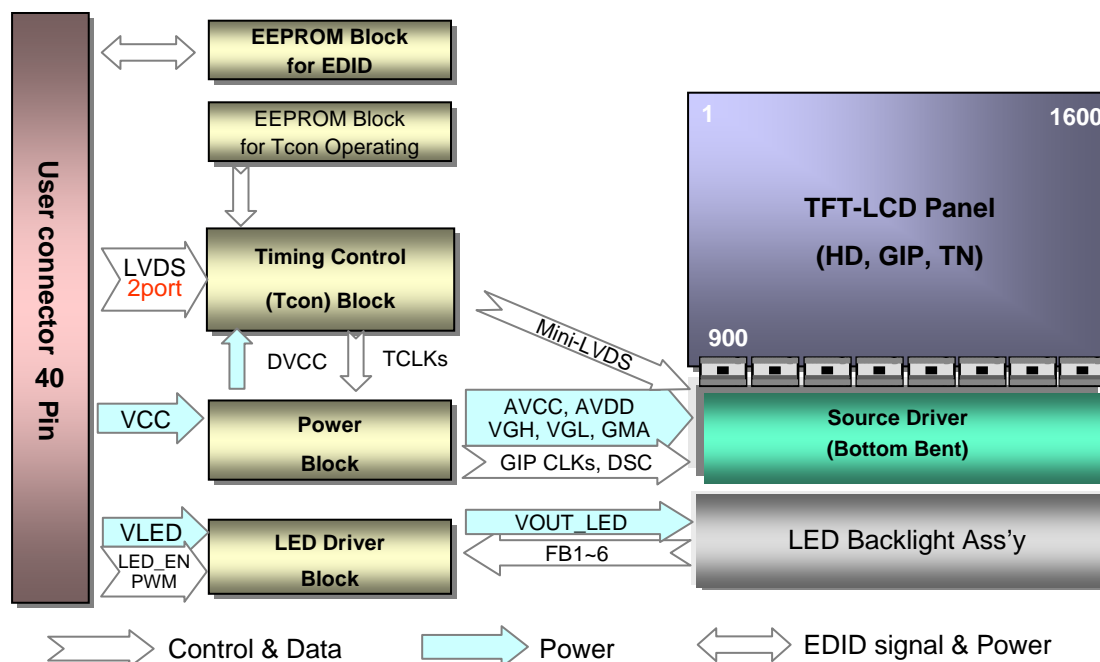 User connector 40 Pin
EEPROM Block
for EDID
EEPROM Block
for Tcon Operating
LVDS
2port
Timing Control
(Tcon) Block
DVCC
TCLKs
Mini-LVDS
1
1600
TFT-LCD Panel
(HD, GIP, TN)
900
VCC
Power
Block
AVCC, AVDD
VGH, VGL, GMA
GIP CLKs, DSC
Source Driver
(Bottom Bent)
VLED
LED_EN
PWM
LED Driver
Block
VOUT_LED
FB1~6
LED Backlight Ass'y
Control & Data
Power
EDID signal & Power